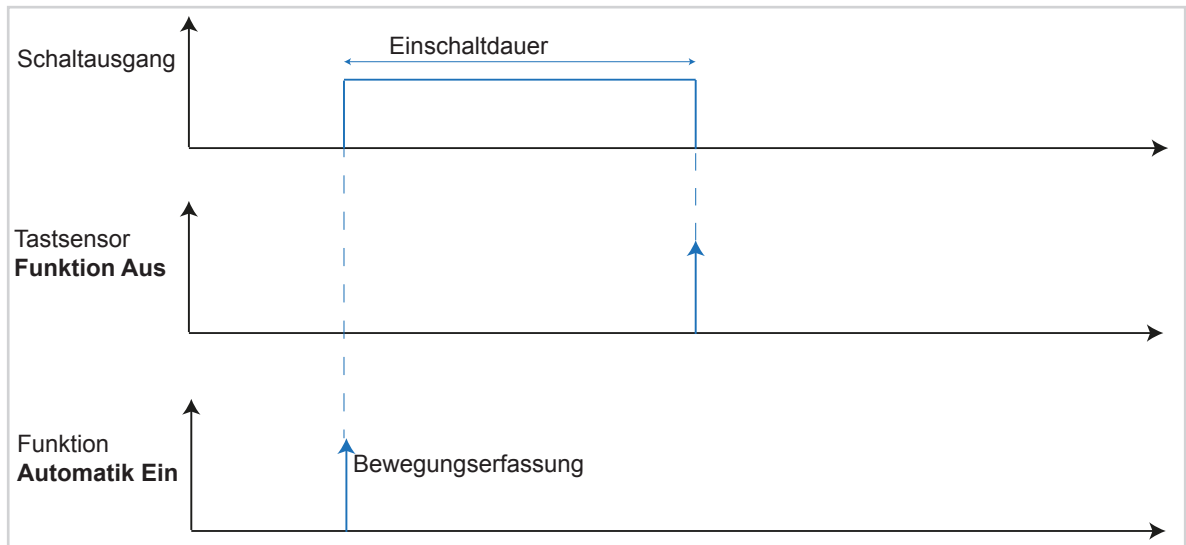 Einschaltdauer
Schaltausgang
Tastsensor
Funktion Aus
Funktion
Automatik Ein
Bewegungserfassung